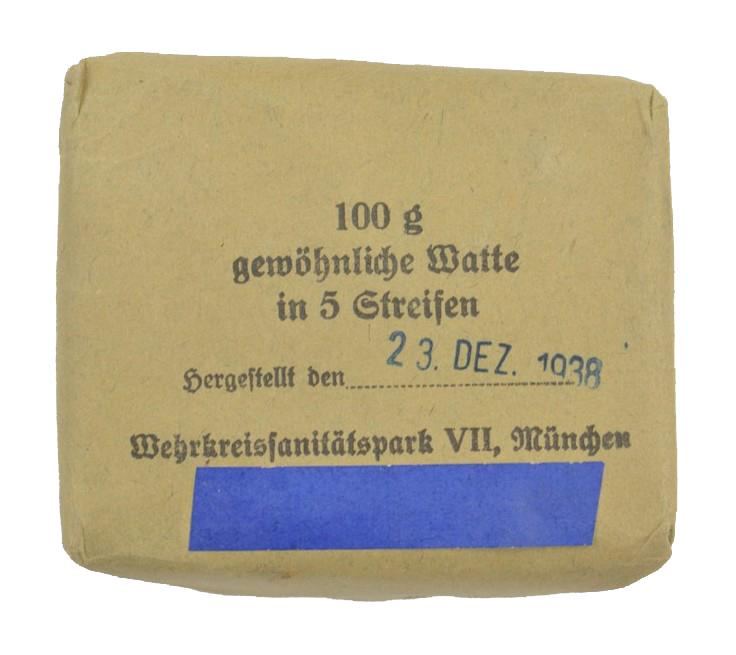 100 g
gewöhnliche Watte
in 5 Streifen
Hergestellt den 23. DEZ. 1938
Wehrkreissanitätspark VII, München